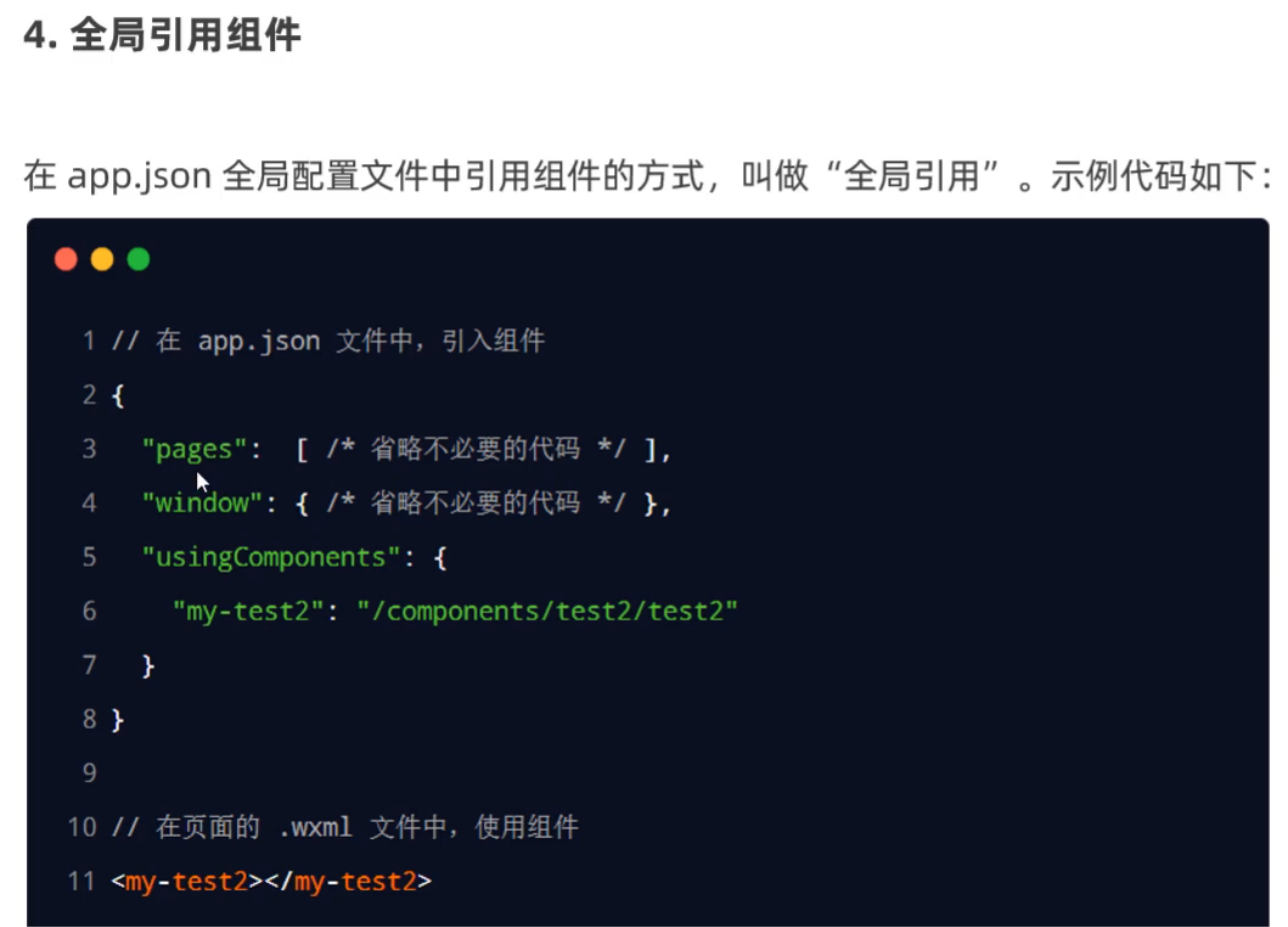 4. 全局引用组件
在 app.json 全局配置文件中引用组件的方式，叫做“全局引用”。示例代码如下：
1 // 在 app.json 文件中，引入组件
2 {
3   "pages":  [ /* 省略不必要的代码 */ ],
4   "window": { /* 省略不必要的代码 */ },
5   "usingComponents": {
6     "my-test2": "/components/test2/test2"
7   }
8 }
9
10 // 在页面的 .wxml 文件中，使用组件
11 <my-test2></my-test2>